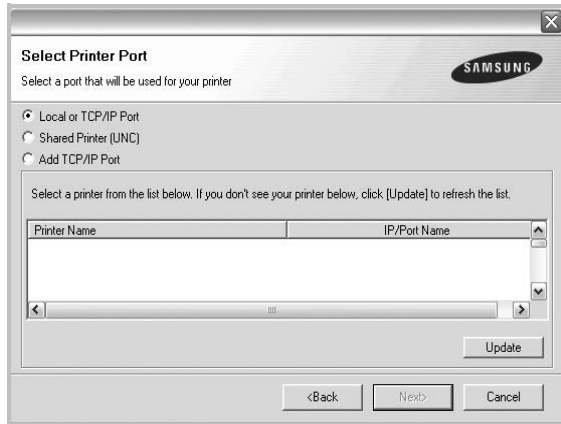 Select Printer Port
Select a port that will be used for your printer
SAMSUNG
Local or TCP/IP Port
Shared Printer (UNC)
Add TCP/IP Port
Select a printer from the list below. If you don't see your printer below, click [Update] to refresh the list.
Printer Name IP/Port Name
Update
<Back Next> Cancel